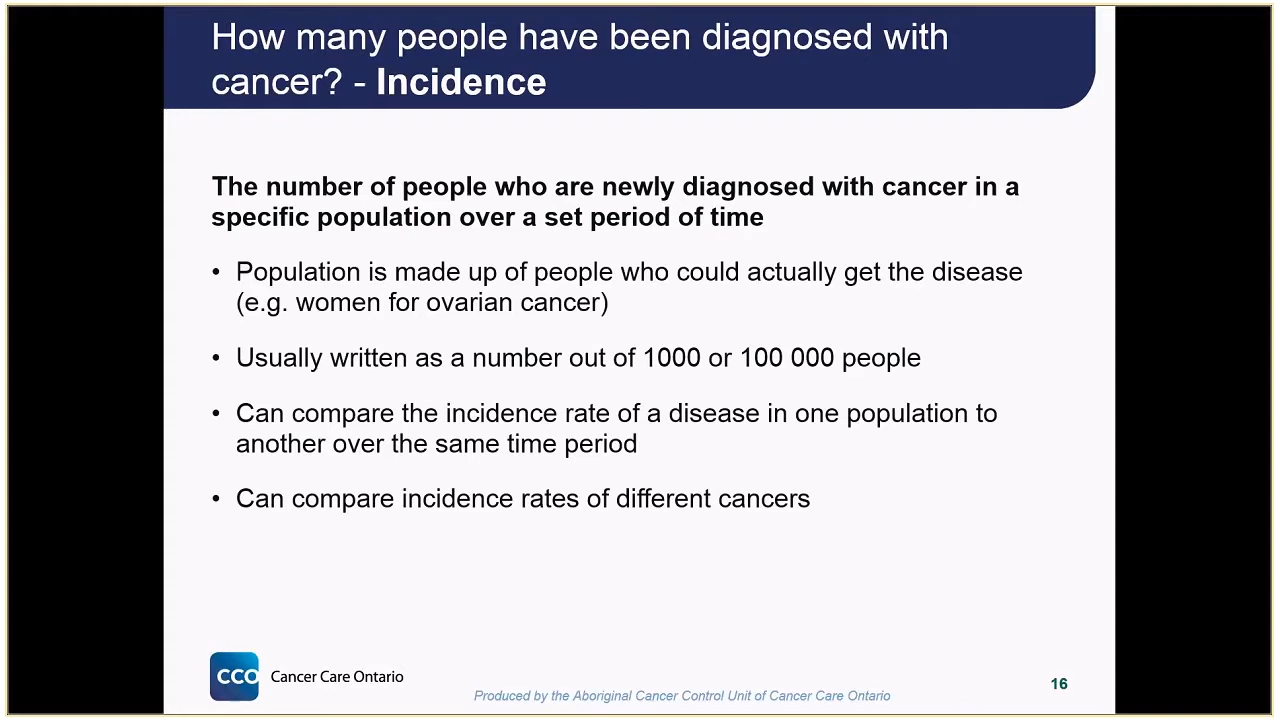 How many people have been diagnosed with
cancer? - Incidence
The number of people who are newly diagnosed with cancer in a
specific population over a set period of time
• Population is made up of people who could actually get the disease
(e.g. women for ovarian cancer)
• Usually written as a number out of 1000 or 100 000 people
• Can compare the incidence rate of a disease in one population to
another over the same time period
• Can compare incidence rates of different cancers
CCO Cancer Care Ontario
Produced by the Aboriginal Cancer Control Unit of Cancer Care Ontario
16